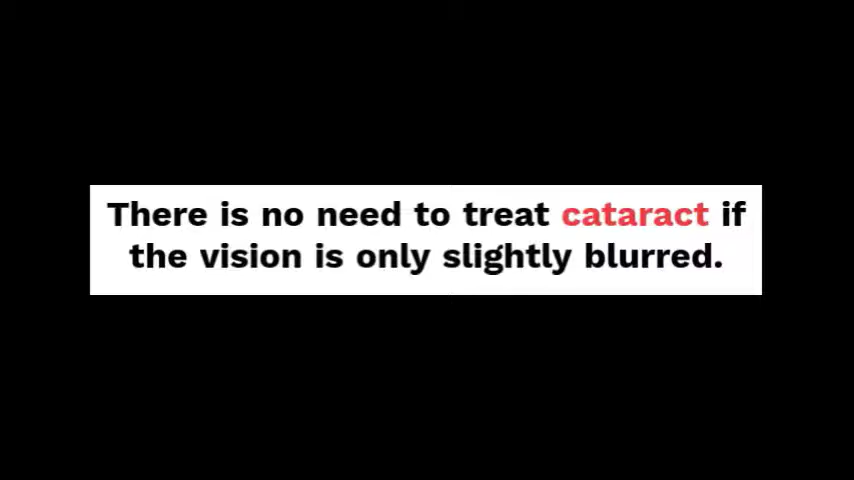 There is no need to treat cataract if
the vision is only slightly blurred.